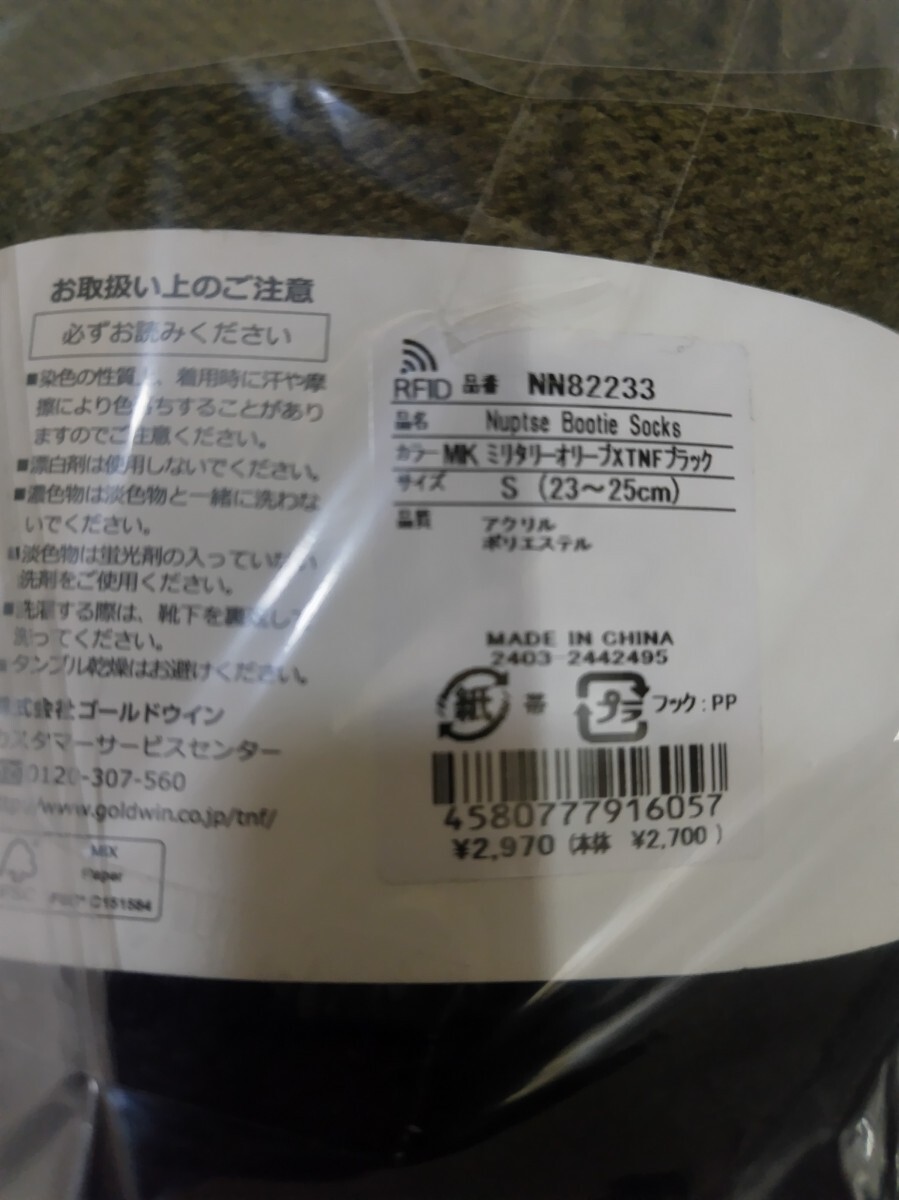 お取扱い上のご注意
必ずお読みください
■染色の性質上、着用時に汗や摩
擦により色落ちすることがあり
ますのでご注意ください。
■漂白剤は使用しないでください。
■濃色物は淡色物と一緒に洗わな
いでください。
■淡色物は蛍光剤の入っていない
洗剤をご使用ください。
■洗濯する際は、靴下を裏返して
洗ってください。
■タンブル乾燥はお避けください。
株式会社ゴールドウイン
カスタマーサービスセンター
0120-307-560
www.goldwin.co.jp/tnf/
MIX
Paper
C151584
RFID 品番 NN82233
品名 Nuptse Bootie Socks
カラー MK ミリタリーオリーブXTNFブラック
サイズ S (23～25cm)
品質 アクリル
ポリエステル
MADE IN CHINA
2403-2442495
紙 帯 プラ フック:PP
4580777916057
¥2,970 (本体 ¥2,700 )